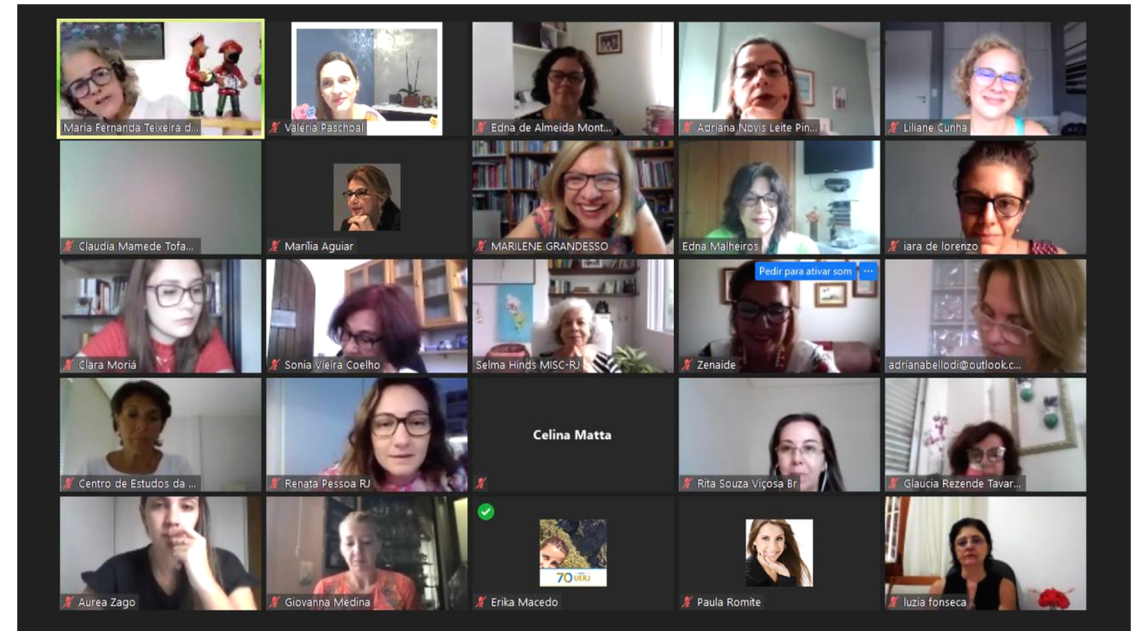 Maria Fernanda Teixeira d...
Valéria Paschoal
Edna de Almeida Mont...
Adriana Novis Leite Pin...
Liliane Cunha
Claudia Mamede Tofa...
Marília Aguiar
MARILENE GRANDESSO
Edna Malheiros
iara de lorenzo
Pedir para ativar som ...
Clara Moriá
Sonia Vieira Coelho
Selma Hinds MISC-RJ
Zenaide
adrianabellodi@outlook.c...
Celina Matta
Centro de Estudos da ...
Renata Pessoa RJ
Rita Souza Viçosa Br
Glaucia Rezende Tavar...
70 UERJ
Aurea Zago
Giovanna Medina
Erika Macedo
Paula Romite
luzia fonseca